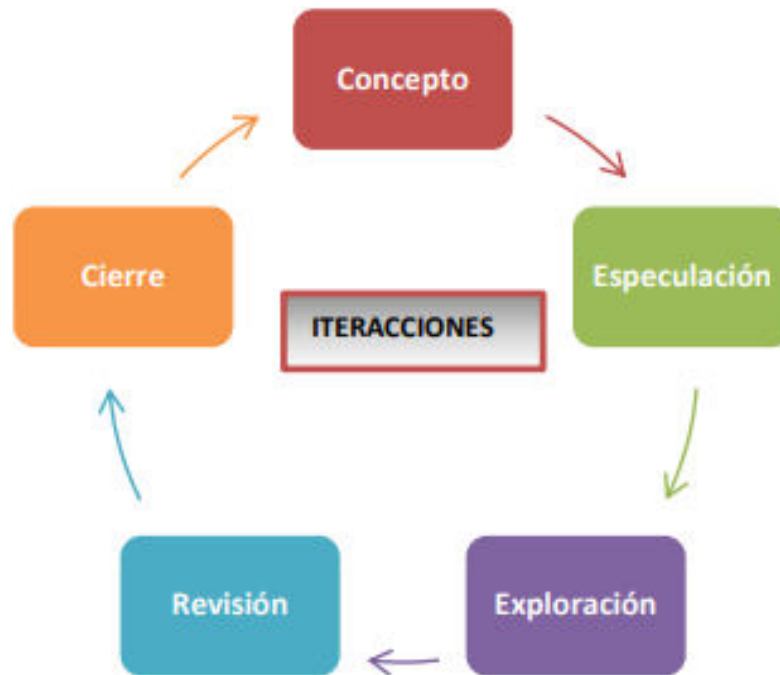 Concepto
Especulación
Exploración
Revisión
Cierre
ITERACCIONES